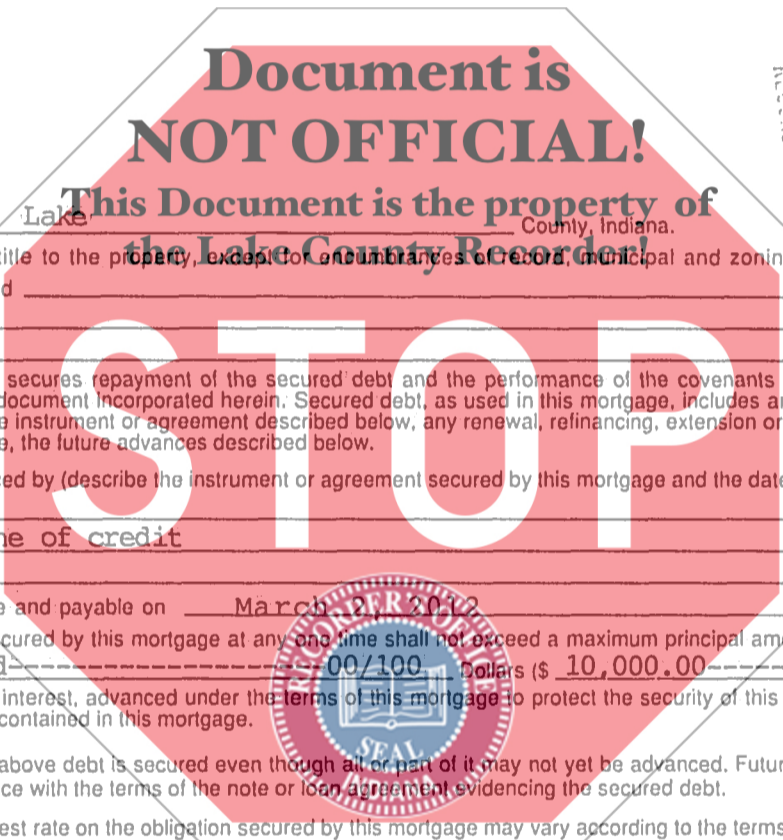 Document is
NOT OFFICIAL!
This Document is the property of
the Lake County Recorder!
Lake County, Indiana.
title to the property, except for encumbrances of record, municipal and zonin
d
STOP
secures repayment of the secured debt and the performance of the covenants
document incorporated herein. Secured debt, as used in this mortgage, includes a
e instrument or agreement described below, any renewal, refinancing, extension or
e, the future advances described below.
ed by (describe the instrument or agreement secured by this mortgage and the date
ne of credit
e and payable on March 2, 2012
cured by this mortgage at any one time shall not exceed a maximum principal am
d 00/100 Dollars ($ 10,000.00
interest, advanced under the terms of this mortgage to protect the security of this
contained in this mortgage.
RECORDER'S OFFICE
SEAL
INDIANA
above debt is secured even though all or part of it may not yet be advanced. Futur
ce with the terms of the note or loan agreement evidencing the secured debt.
est rate on the obligation secured by this mortgage may vary according to the terms